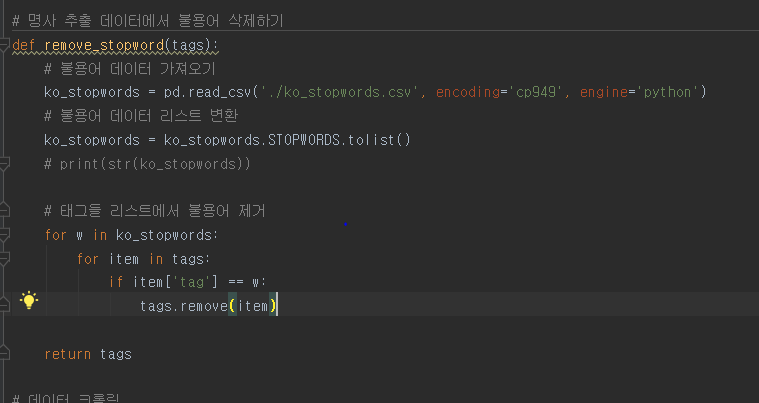 # 명사 추출 데이터에서 불용어 삭제하기
def remove_stopword(tags):
# 불용어 데이터 가져오기
ko_stopwords = pd.read_csv('./ko_stopwords.csv', encoding='cp949', engine='python')
# 불용어 데이터 리스트 변환
ko_stopwords = ko_stopwords.STOPWORDS.tolist()
# print(str(ko_stopwords))
# 태그들 리스트에서 불용어 제거
for w in ko_stopwords:
for item in tags:
if item['tag'] == w:
tags.remove(item)
return tags
# 데이터 크롤링